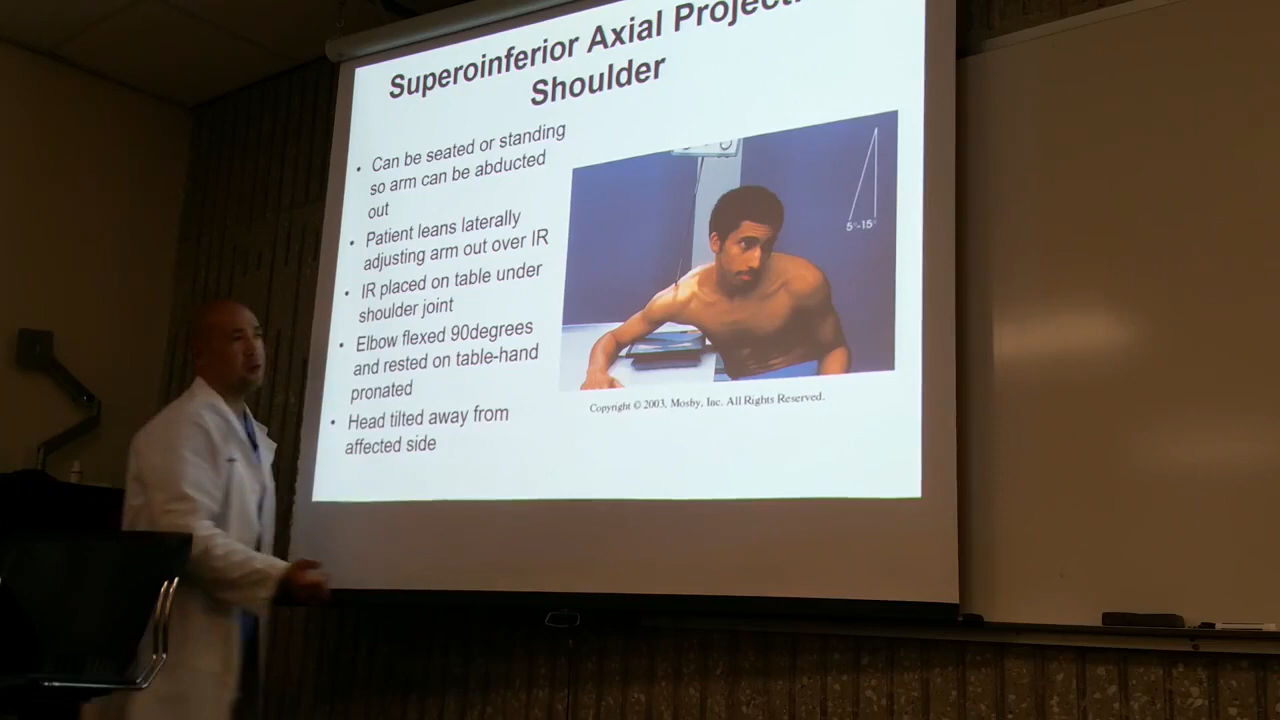 Superoinferior Axial
Shoulder
• Can be seated or standing
so arm can be abducted
out
• Patient leans laterally
adjusting arm out over IR
• IR placed on table under
shoulder joint
• Elbow flexed 90degrees
and rested on table-hand
pronated
• Head tilted away from
affected side
5°-15°
Copyright © 2003, Mosby, Inc. All Rights Reserved.